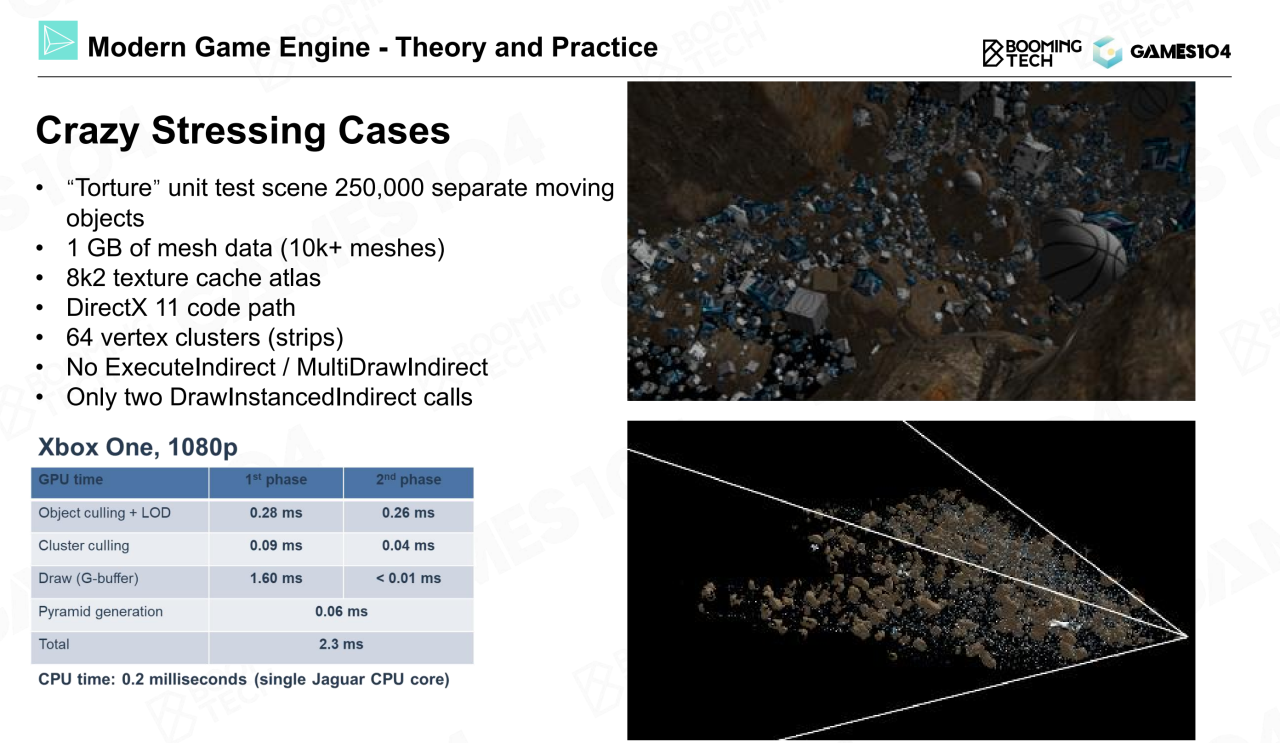 Modern Game Engine - Theory and Practice
BOOMING
TECH
GAMES104
Crazy Stressing Cases
• “Torture” unit test scene 250,000 separate moving
objects
• 1 GB of mesh data (10k+ meshes)
• 8k2 texture cache atlas
• DirectX 11 code path
• 64 vertex clusters (strips)
• No ExecuteIndirect / MultiDrawIndirect
• Only two DrawInstancedIndirect calls
Xbox One, 1080p
GPU time 1st phase 2nd phase
Object culling + LOD 0.28 ms 0.26 ms
Cluster culling 0.09 ms 0.04 ms
Draw (G-buffer) 1.60 ms < 0.01 ms
Pyramid generation 0.06 ms
Total 2.3 ms
CPU time: 0.2 milliseconds (single Jaguar CPU core)